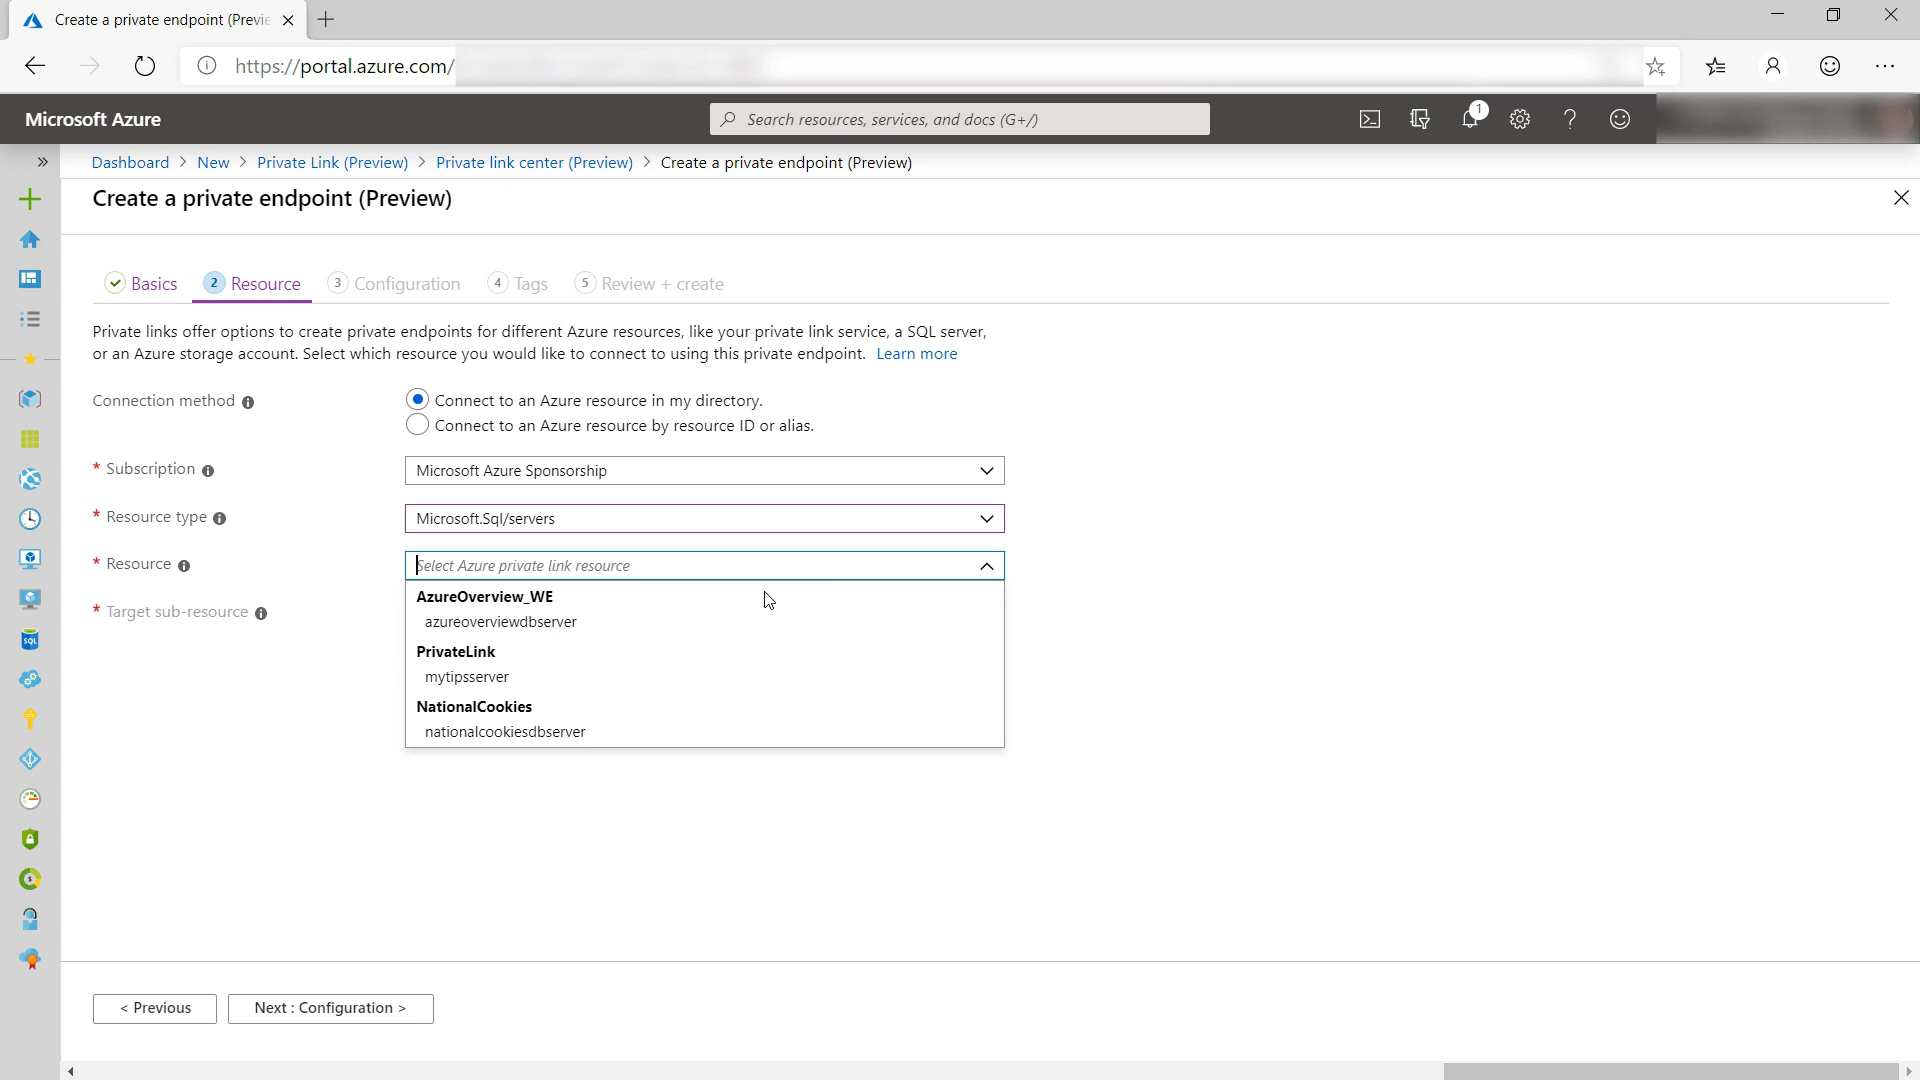 Create a private endpoint (Previe
https://portal.azure.com/
Microsoft Azure
Search resources, services, and docs (G+/)
1
Dashboard > New > Private Link (Preview) > Private link center (Preview) > Create a private endpoint (Preview)
Create a private endpoint (Preview)
Basics 2 Resource 3 Configuration 4 Tags 5 Review + create
Private links offer options to create private endpoints for different Azure resources, like your private link service, a SQL server,
or an Azure storage account. Select which resource you would like to connect to using this private endpoint. Learn more
Connection method
Connect to an Azure resource in my directory.
Connect to an Azure resource by resource ID or alias.
* Subscription
Microsoft Azure Sponsorship
* Resource type
Microsoft.Sql/servers
* Resource
Select Azure private link resource
AzureOverview_WE
* Target sub-resource
azureoverviewdbserver
PrivateLink
mytipsserver
NationalCookies
nationalcookiesdbserver
SQL
< Previous
Next : Configuration >